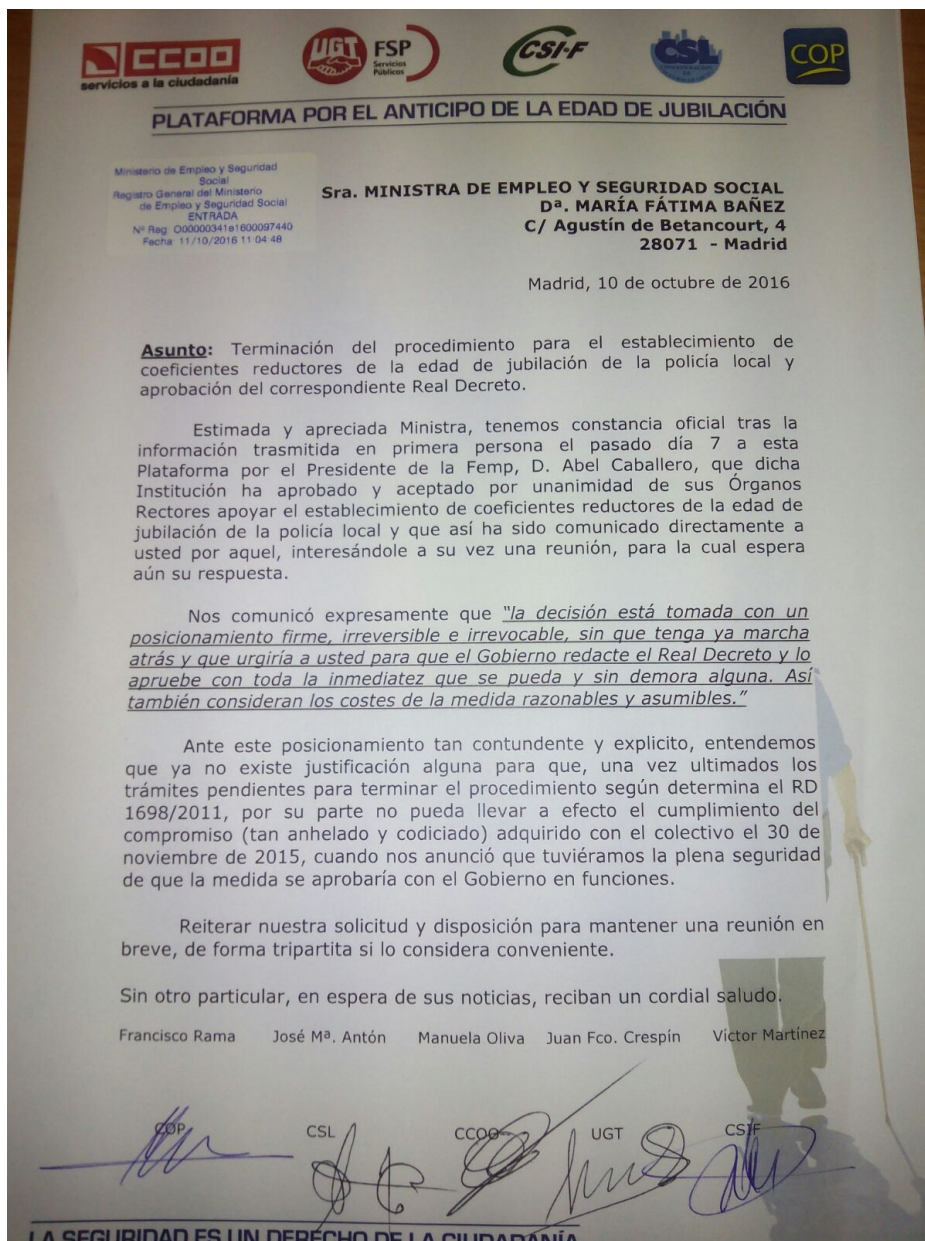 CCOO
servicios a la ciudadanía
UGT
FSP
Servicios
Públicos
CSI-F
CSL
COP
PLATAFORMA POR EL ANTICIPO DE LA EDAD DE JUBILACIÓN
Ministerio de Empleo y Seguridad
Social
Registro General del Ministerio
de Empleo y Seguridad Social
ENTRADA
Nº Reg: O00000341e1600097440
Fecha: 11/10/2016 11:04:48
Sra. MINISTRA DE EMPLEO Y SEGURIDAD SOCIAL
Dª. MARÍA FÁTIMA BAÑEZ
C/ Agustín de Betancourt, 4
28071 - Madrid
Madrid, 10 de octubre de 2016
Asunto: Terminación del procedimiento para el establecimiento de
coeficientes reductores de la edad de jubilación de la policía local y
aprobación del correspondiente Real Decreto.
Estimada y apreciada Ministra, tenemos constancia oficial tras la
información trasmitida en primera persona el pasado día 7 a esta
Plataforma por el Presidente de la Femp, D. Abel Caballero, que dicha
Institución ha aprobado y aceptado por unanimidad de sus Órganos
Rectores apoyar el establecimiento de coeficientes reductores de la edad de
jubilación de la policía local y que así ha sido comunicado directamente a
usted por aquel, interesándole a su vez una reunión, para la cual espera
aún su respuesta.
Nos comunicó expresamente que "la decisión está tomada con un
posicionamiento firme, irreversible e irrevocable, sin que tenga ya marcha
atrás y que urgiría a usted para que el Gobierno redacte el Real Decreto y lo
apruebe con toda la inmediatez que se pueda y sin demora alguna. Así
también consideran los costes de la medida razonables y asumibles."
Ante este posicionamiento tan contundente y explicito, entendemos
que ya no existe justificación alguna para que, una vez ultimados los
trámites pendientes para terminar el procedimiento según determina el RD
1698/2011, por su parte no pueda llevar a efecto el cumplimiento del
compromiso (tan anhelado y codiciado) adquirido con el colectivo el 30 de
noviembre de 2015, cuando nos anunció que tuviéramos la plena seguridad
de que la medida se aprobaría con el Gobierno en funciones.
Reiterar nuestra solicitud y disposición para mantener una reunión en
breve, de forma tripartita si lo considera conveniente.
Sin otro particular, en espera de sus noticias, reciban un cordial saludo.
Francisco Rama José Mª. Antón Manuela Oliva Juan Fco. Crespín Víctor Martínez
COP CSL CCOO UGT CSIF
LA SEGURIDAD ES UN DERECHO DE LA CIUDADANÍA